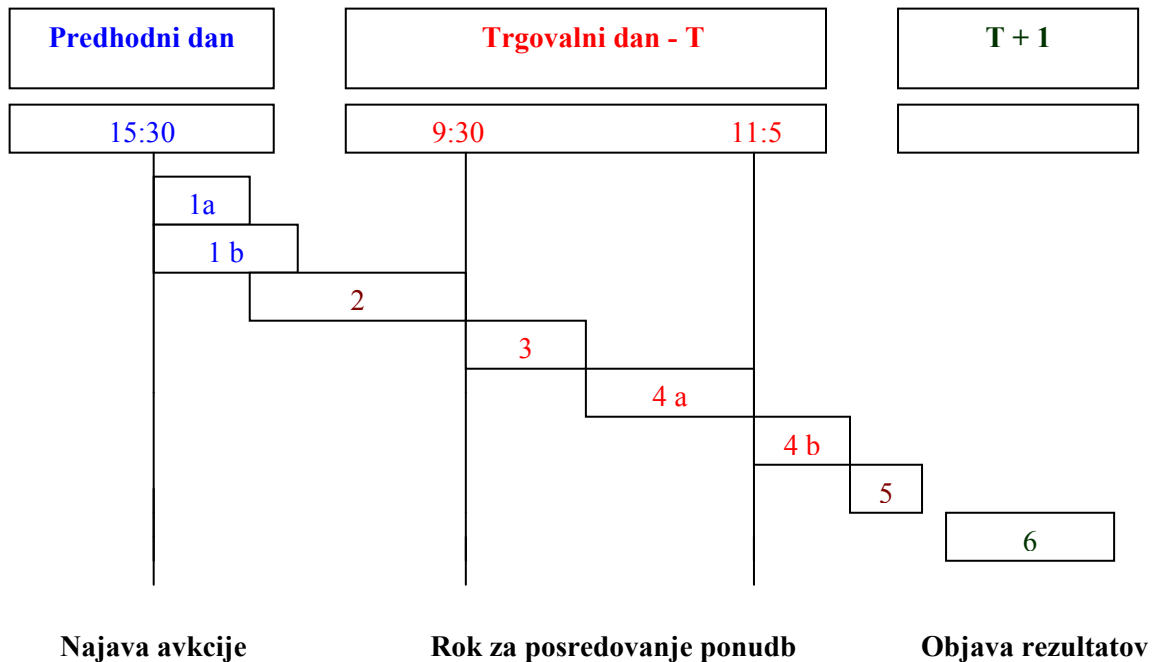 Predhodni dan Trgovalni dan - T T + 1
15:30 9:30 11:5
1a
1 b
2
3
4 a
4 b
5
6
Najava avkcije Rok za posredovanje ponudb Objava rezultatov